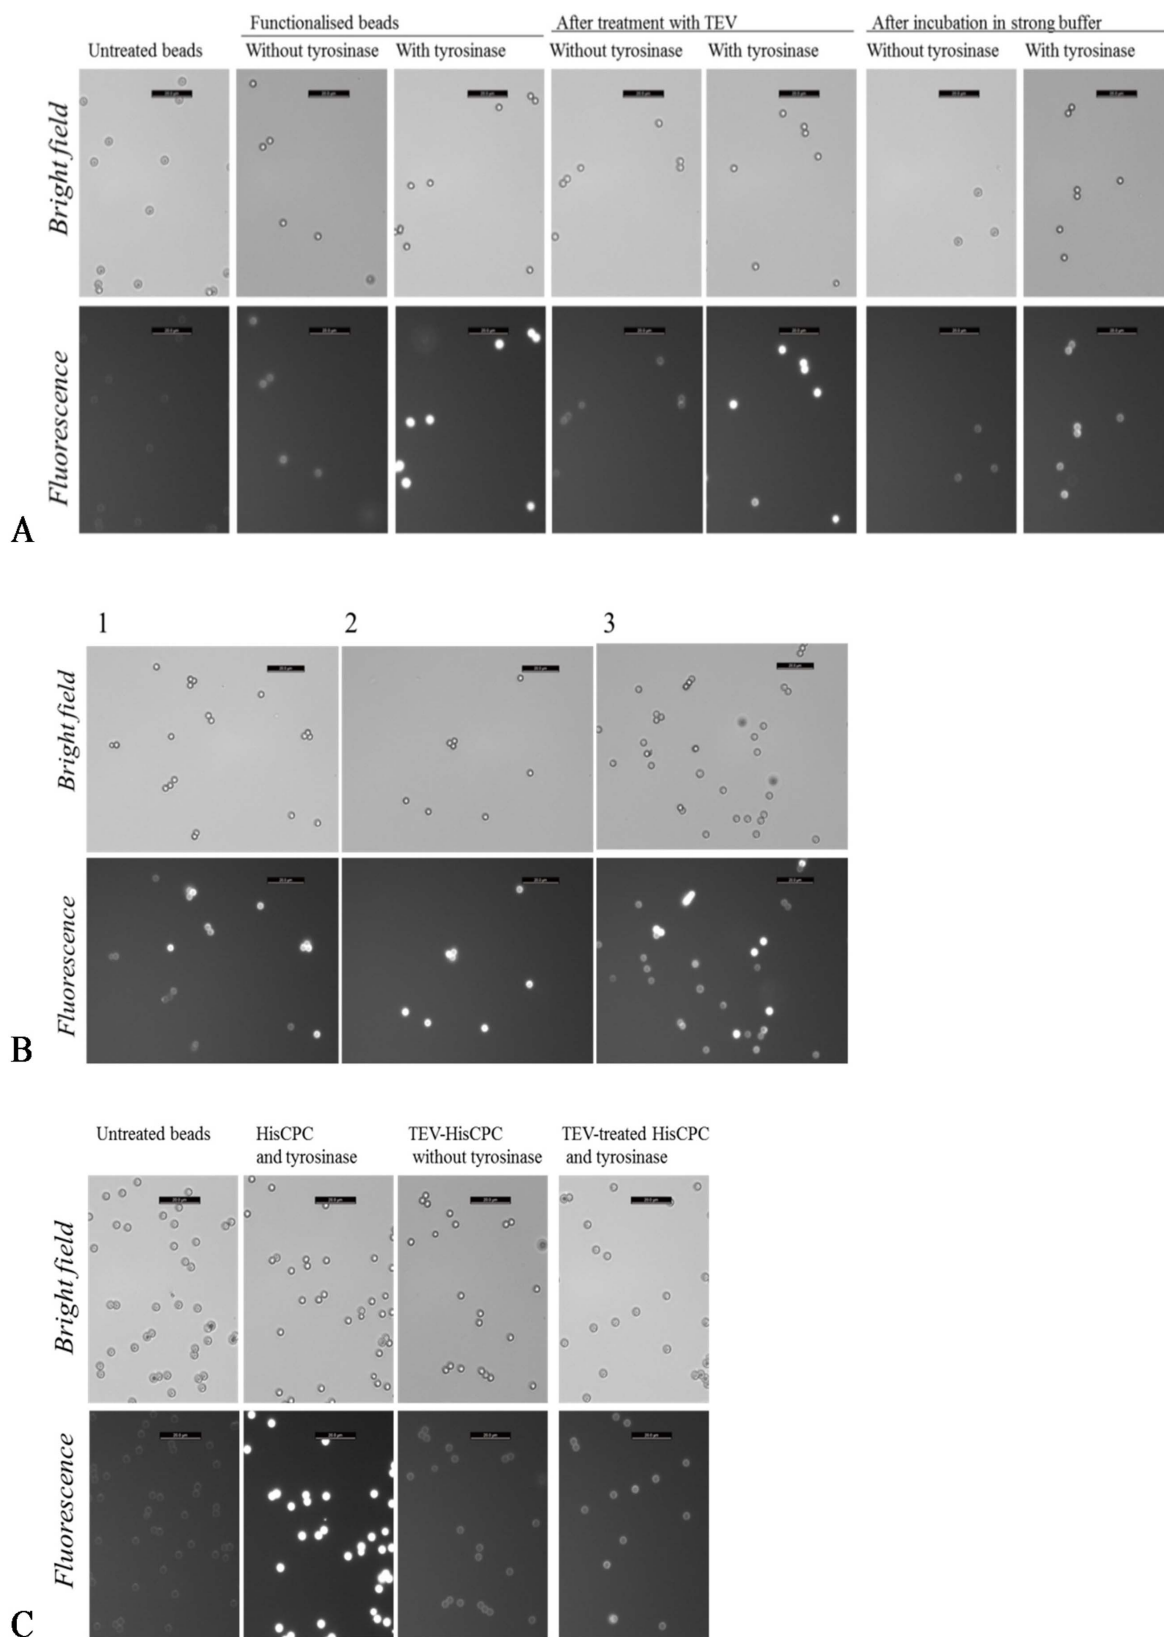 Functionalised beads
After treatment with TEV
After incubation in strong buffer
Untreated beads
Without tyrosinase
With tyrosinase
Without tyrosinase
With tyrosinase
Without tyrosinase
With tyrosinase
Bright field
Fluorescence
A
1
2
3
Bright field
Fluorescence
B
Untreated beads
HisCPC
and tyrosinase
TEV-HisCPC
without tyrosinase
TEV-treated HisCPC
and tyrosinase
Bright field
Fluorescence
C